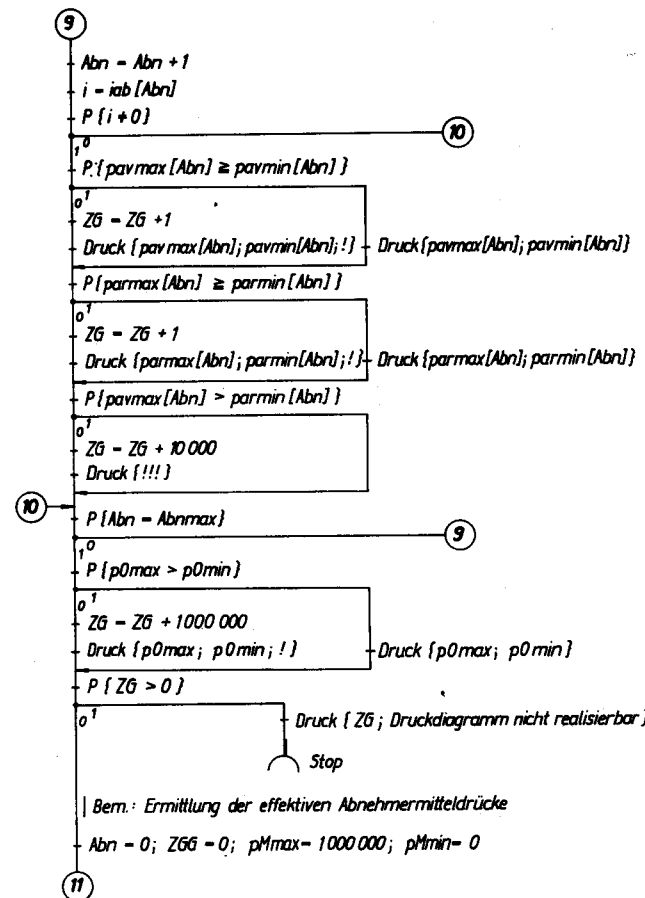 9
Abn = Abn + 1
i = iab [Abn]
P { i ≠ 0 }
10
1 0
P { pavmax [Abn] ≧ pavmin [Abn] }
0 1
ZG = ZG + 1
Druck { pavmax [Abn] ; pavmin [Abn] ; ! } Druck { pavmax [Abn] ; pavmin [Abn] }
P { parmax [Abn] ≧ parmin [Abn] }
0 1
ZG = ZG + 1
Druck { parmax [Abn] ; parmin [Abn] ; ! } Druck { parmax [Abn] ; parmin [Abn] }
P { pavmax [Abn] > parmin [Abn] }
0 1
ZG = ZG + 10 000
Druck { !!! }
10
P { Abn = Abnmax }
9
1 0
P { p0max > p0min }
0 1
ZG = ZG + 1000 000
Druck { p0max ; p0min ; ! } Druck { p0max ; p0min }
P { ZG > 0 }
0 1
Druck { ZG ; Druckdiagramm nicht realisierbar }
Stop
| Bem. : Ermittlung der effektiven Abnehmermitteldrücke
Abn = 0 ; ZGG = 0 ; pMmax = 1000 000 ; pMmin = 0
11